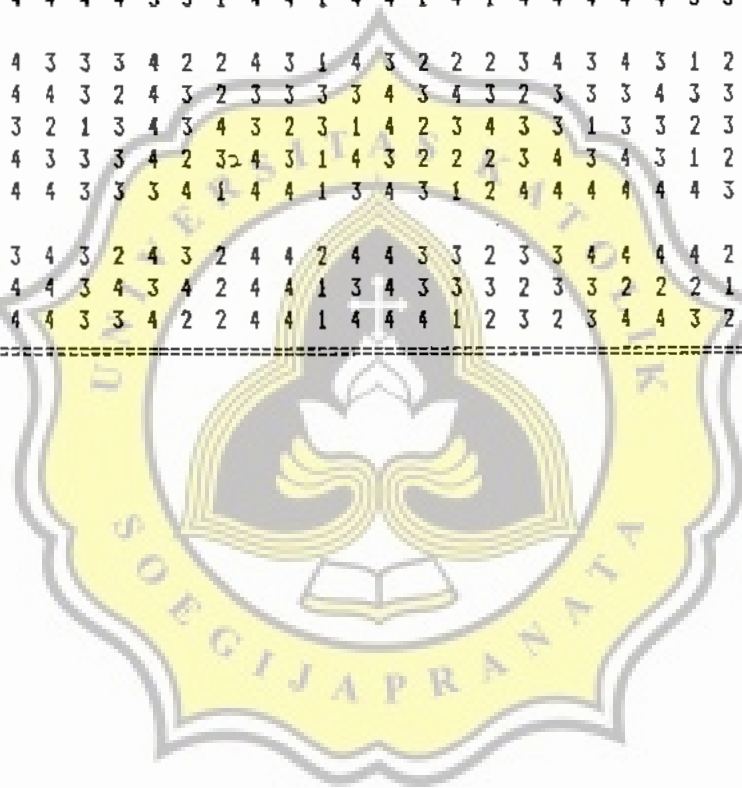 4 3 3 3 4 2 2 4 3 1 4 3 2 2 2 3 4 3 4 3 1 2
4 4 3 2 4 3 2 3 3 3 3 4 3 4 3 2 3 3 3 4 3 3
3 2 1 3 4 3 4 3 2 3 1 4 2 3 4 3 3 1 3 3 2 3
4 3 3 3 4 2 32 4 3 1 4 3 2 2 2 3 4 3 4 3 1 2
4 4 3 3 3 4 1 4 4 1 3 4 3 1 2 4 4 4 4 4 4 3
3 4 3 2 4 3 2 4 4 2 4 4 3 3 2 3 3 4 4 4 4 2
4 4 3 4 3 4 2 4 4 1 3 4 3 3 3 2 3 3 2 2 2 1
4 4 3 3 4 2 2 4 4 1 4 4 4 1 2 3 2 3 4 4 3 2
UNIVERSITAS KATOLIK
SOEGIJAPRANATA